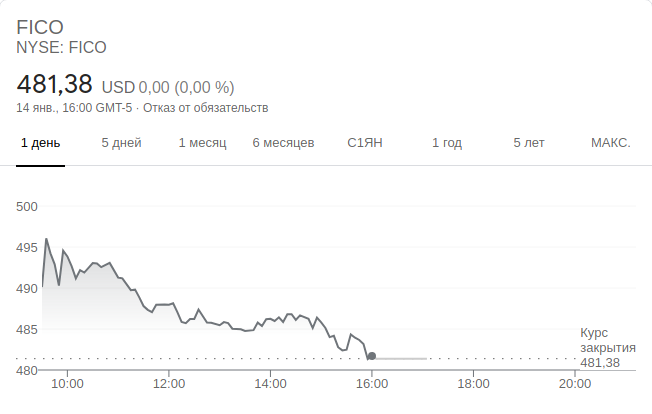 FICO
NYSE: FICO
481,38 USD 0,00 (0,00 %)
14 янв., 16:00 GMT-5 · Отказ от обязательств
1 день 5 дней 1 месяц 6 месяцев С1ЯН 1 год 5 лет МАКС.
500
495
490
485
Курс
закрытия
481,38
480
10:00 12:00 14:00 16:00 18:00 20:00